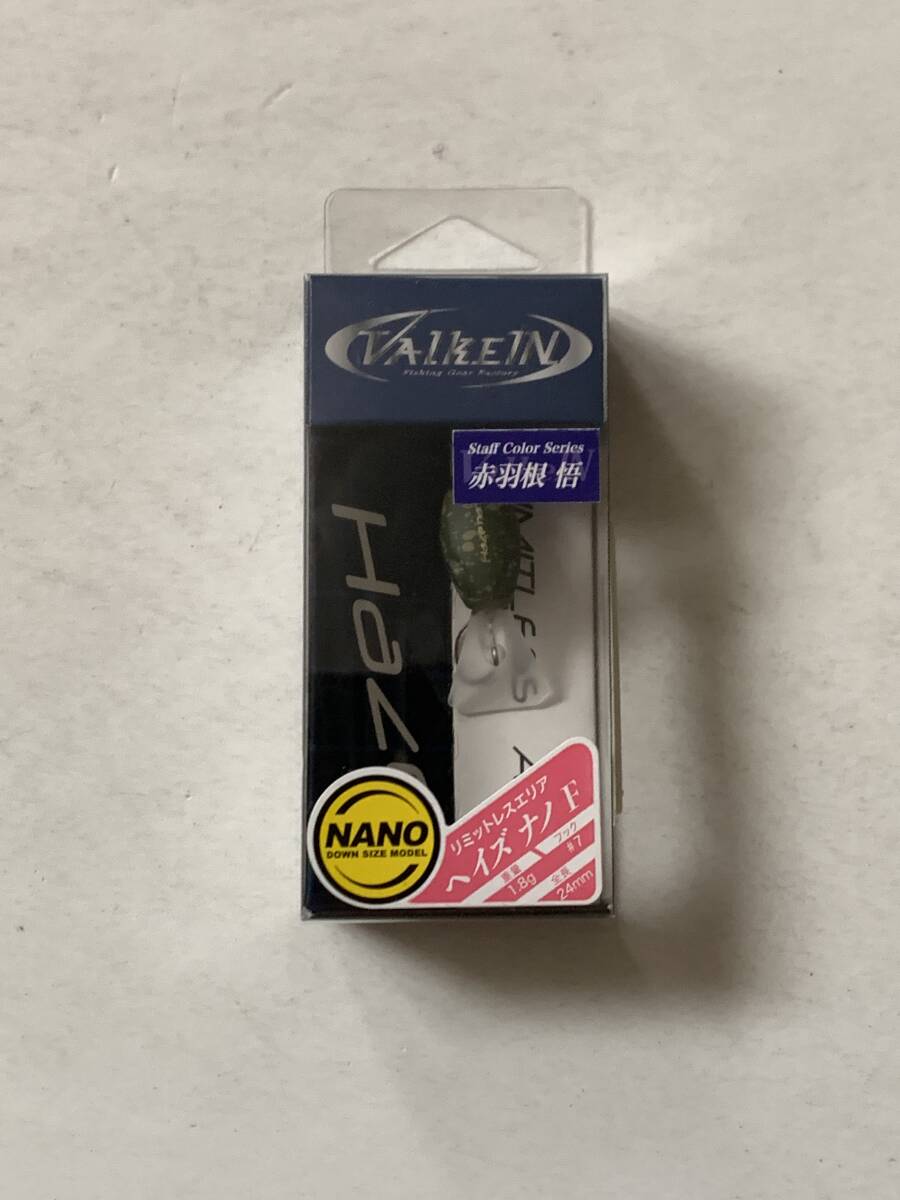 ValkeIN
Fishing Gear Factory
Staff Color Series
赤羽根 悟
Haz
LIMITLESS
NANO
DOWN SIZE MODEL
リミットレスエリア
ヘイズ ナノ F
重量
1.8g
フック
#7
全長
24mm